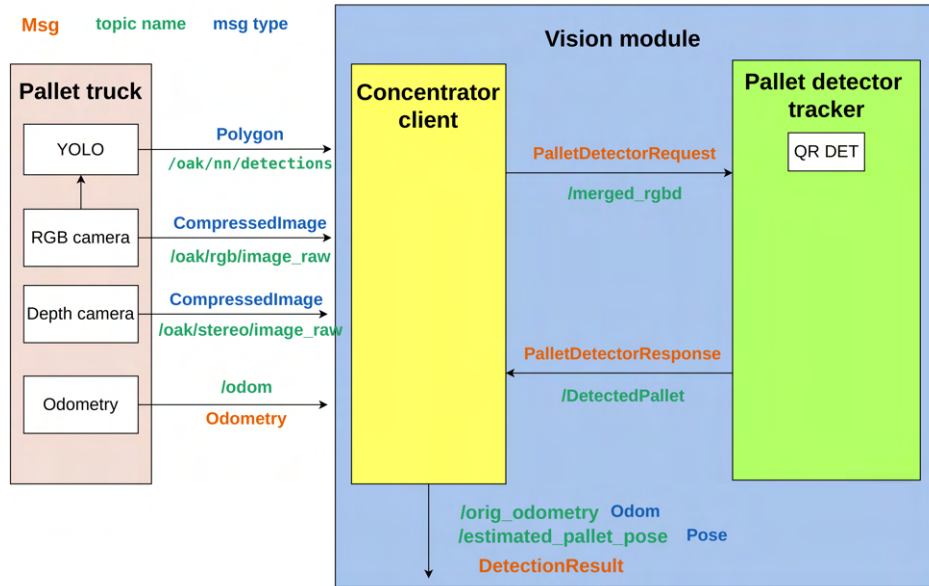 Msg topic name msg type
Vision module
Pallet truck
YOLO
RGB camera
Depth camera
Odometry
Polygon
/oak/nn/detections
CompressedImage
/oak/rgb/image_raw
CompressedImage
/oak/stereo/image_raw
/odom
Odometry
Concentrator
client
PalletDetectorRequest
/merged_rgbd
PalletDetectorResponse
/DetectedPallet
Pallet detector
tracker
QR DET
/orig_odometry Odom
/estimated_pallet_pose Pose
DetectionResult